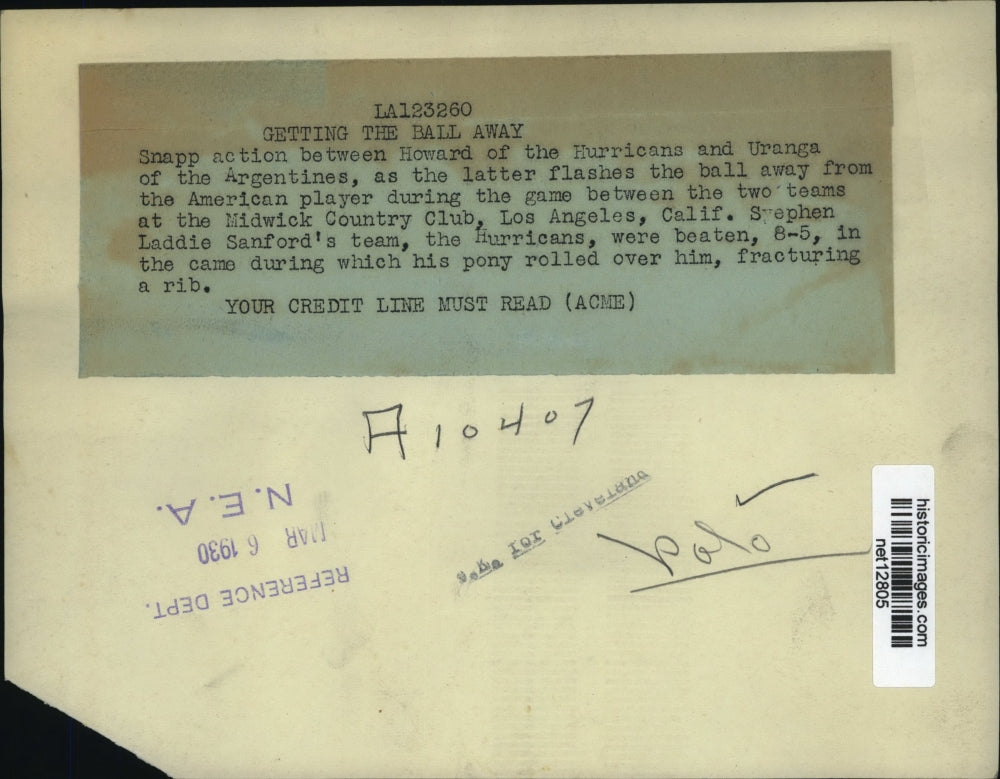 LA123260
GETTING THE BALL AWAY
Snapp action between Howard of the Hurricans and Uranga
of the Argentines, as the latter flashes the ball away from
the American player during the game between the two teams
at the Midwick Country Club, Los Angeles, Calif. Stephen
Laddie Sanford's team, the Hurricans, were beaten, 8-5, in
the came during which his pony rolled over him, fracturing
a rib.
YOUR CREDIT LINE MUST READ (ACME)
A 10407
N.E.A.
MAR 6 1930
REFERENCE DEPT.
for Cleveland
Polo
historicimages.com
net12805